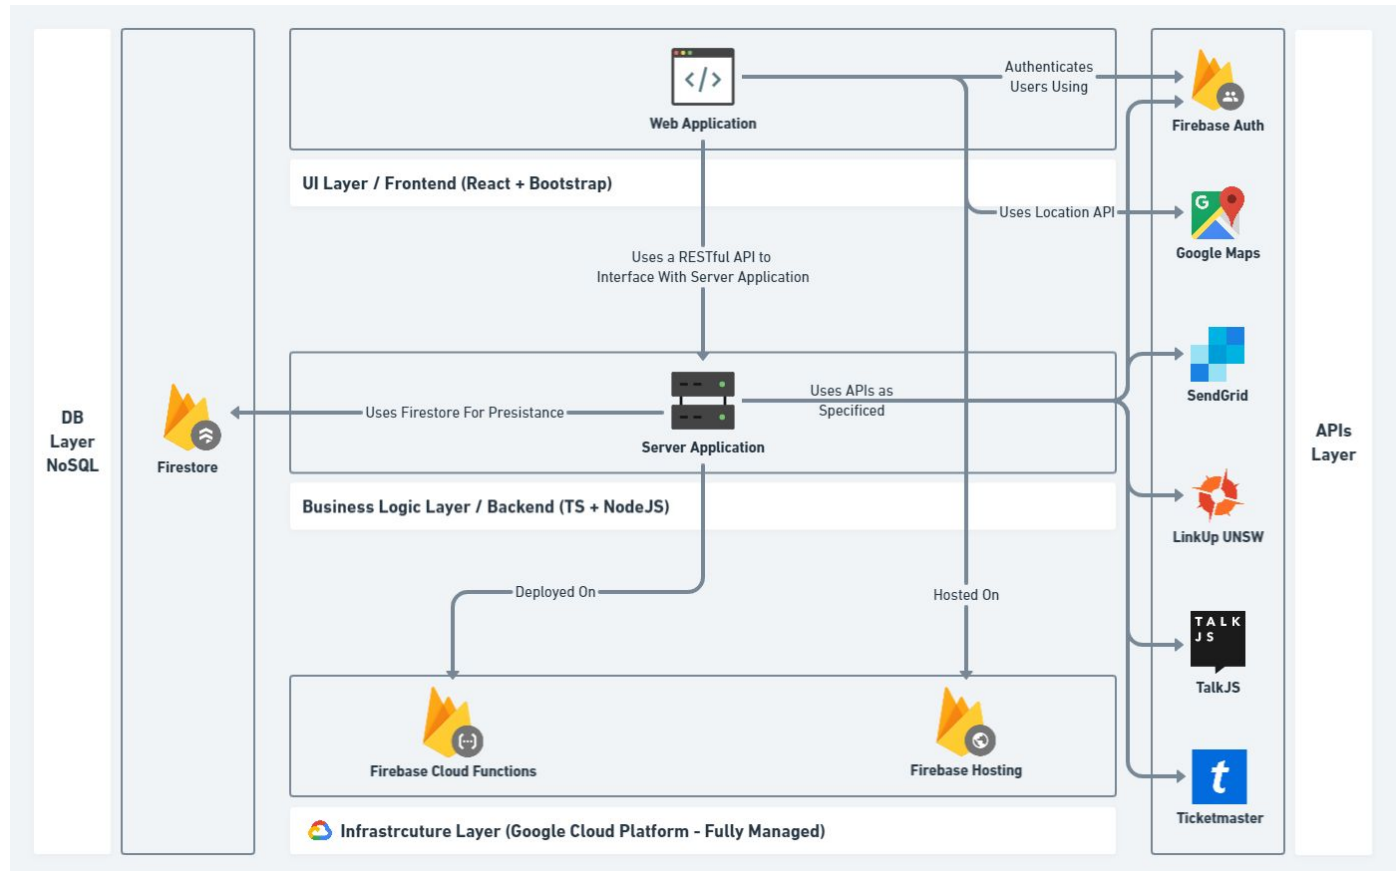 Web Application
Authenticates
Users Using
Firebase Auth
UI Layer / Frontend (React + Bootstrap)
G
Uses Location API
Google Maps
Uses a RESTful API to
Interface With Server Application
SendGrid
DB
Layer
NoSQL
Firestore
Uses Firestore For Presistance
Server Application
Uses APIs as
Specificed
APIs
Layer
Business Logic Layer / Backend (TS + NodeJS)
LinkUp UNSW
Deployed On
Hosted On
TALK
JS
TalkJS
Firebase Cloud Functions
Firebase Hosting
t
Ticketmaster
Infrastrcuture Layer (Google Cloud Platform - Fully Managed)